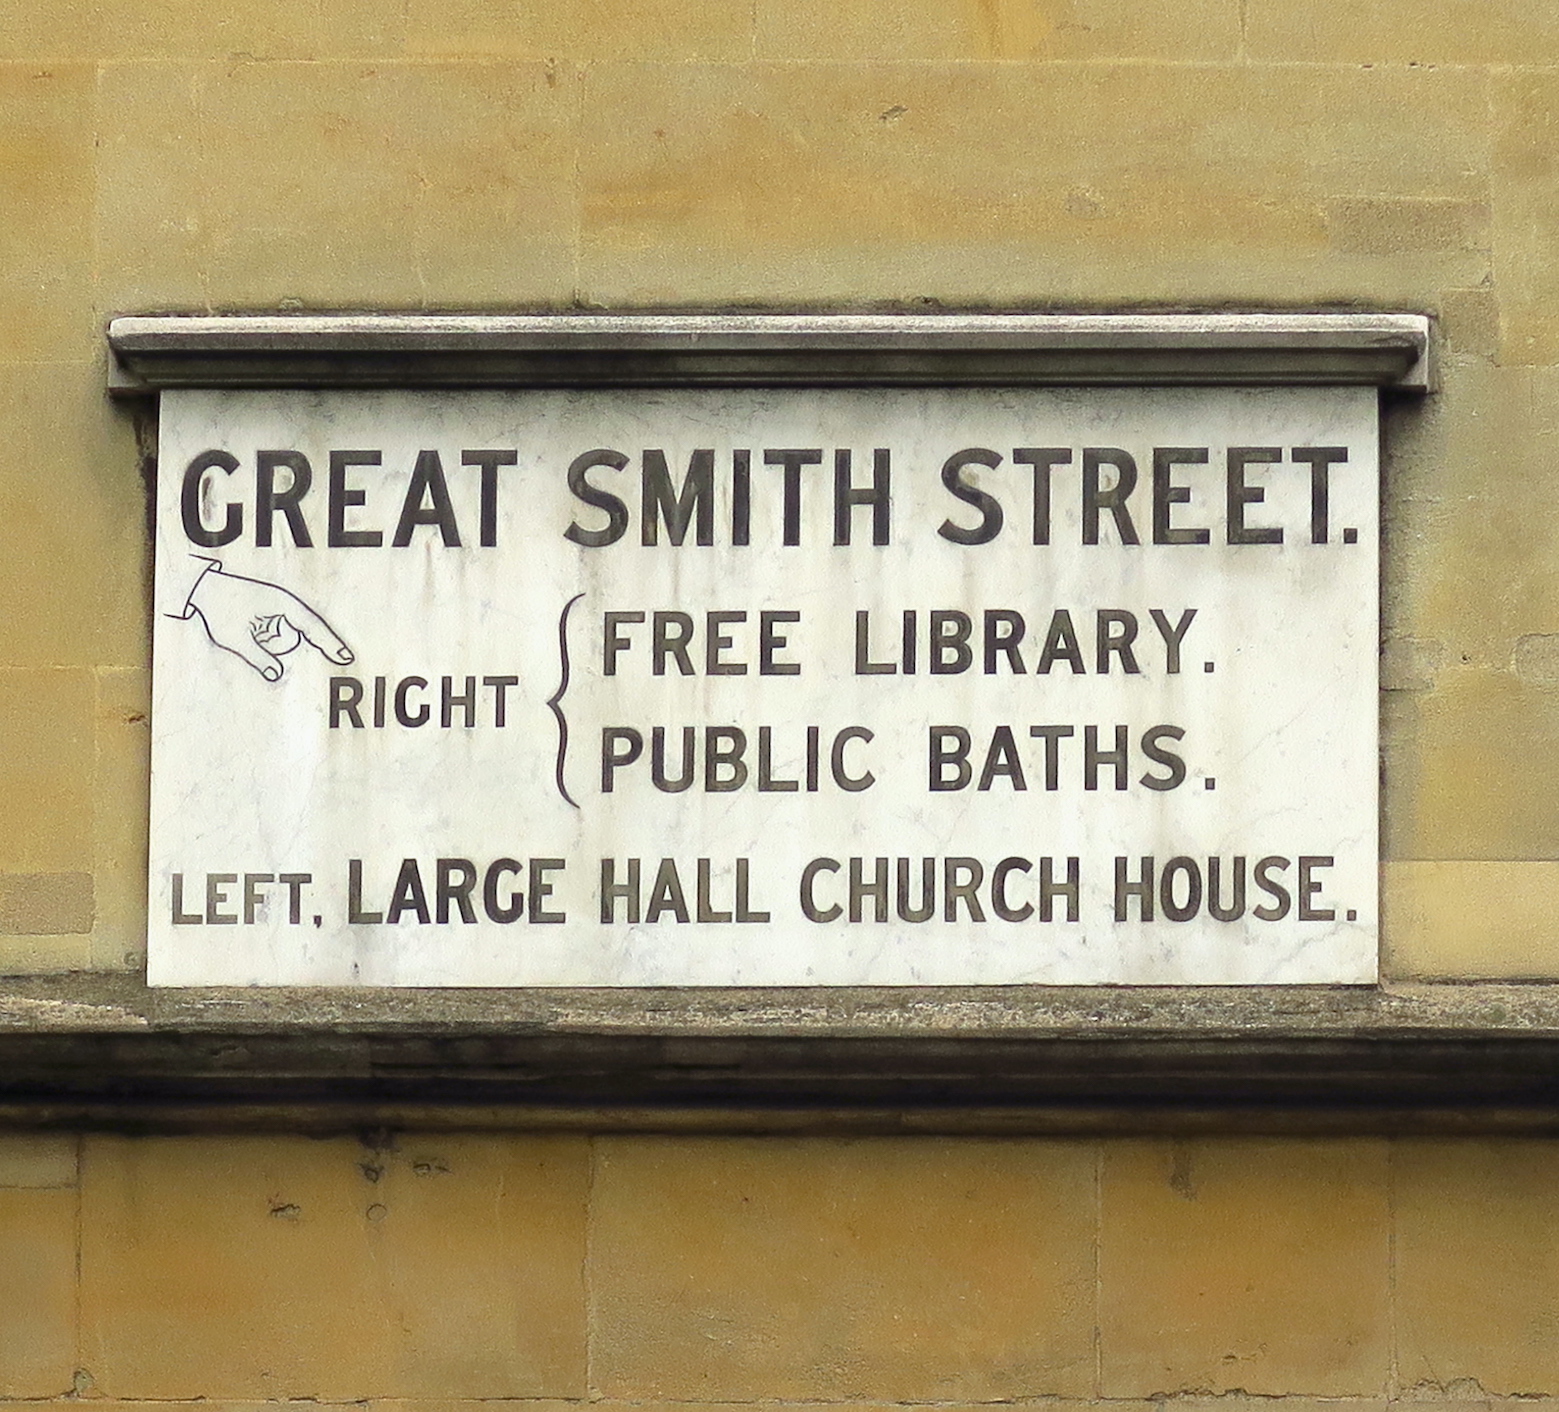 GREAT SMITH STREET.
FREE LIBRARY.
RIGHT
PUBLIC BATHS.
LEFT, LARGE HALL CHURCH HOUSE.